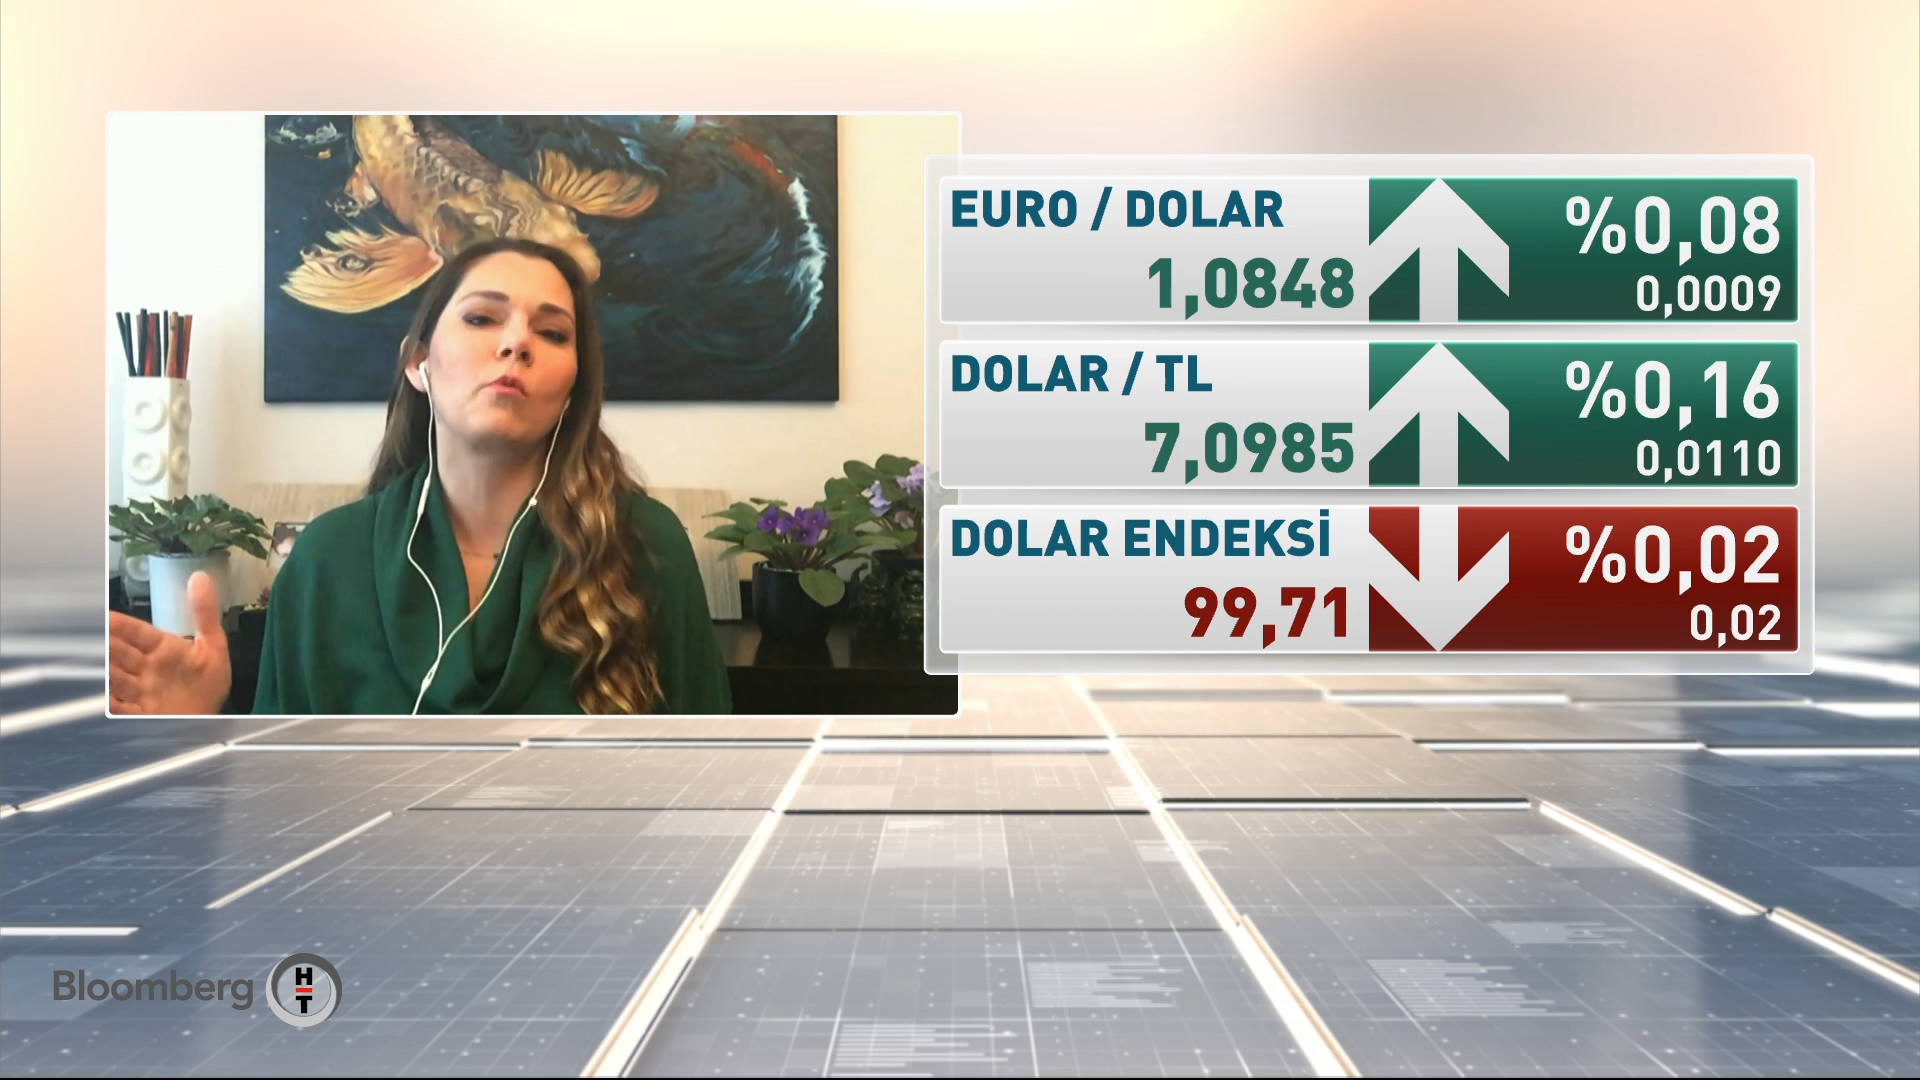 EURO / DOLAR
1,0848
%0,08
0,0009
DOLAR / TL
7,0985
%0,16
0,0110
DOLAR ENDEKSİ
99,71
%0,02
0,02
Bloomberg HT